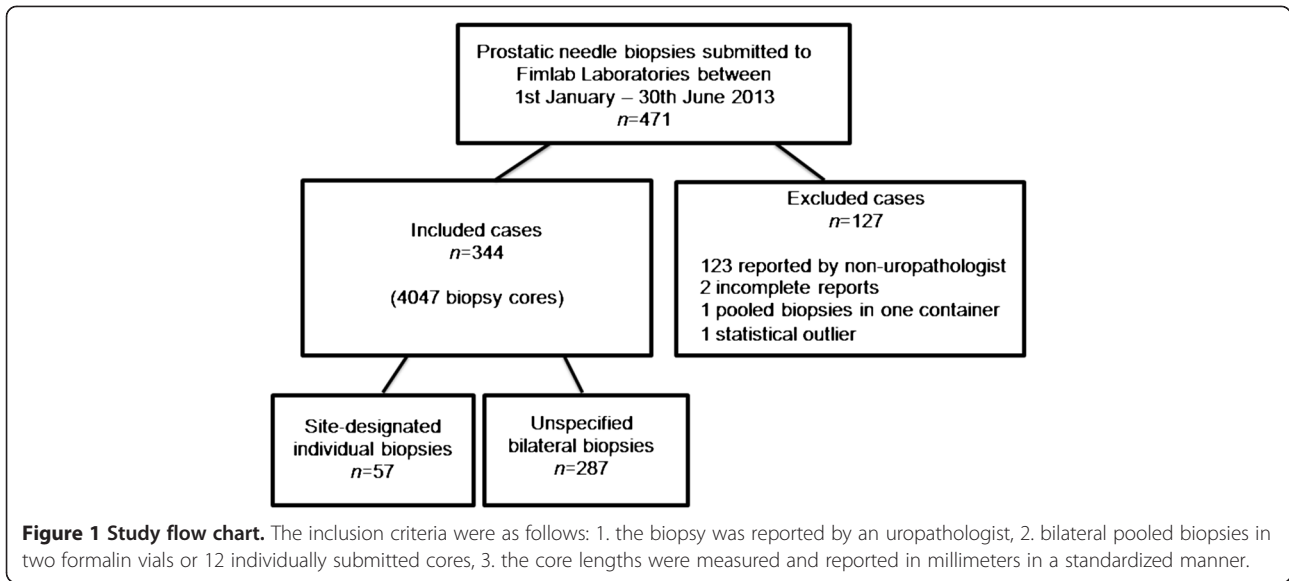 Prostatic needle biopsies submitted to
Fimlab Laboratories between
1st January – 30th June 2013
n=471
Included cases
n=344
(4047 biopsy cores)
Excluded cases
n=127
123 reported by non-uropathologist
2 incomplete reports
1 pooled biopsies in one container
1 statistical outlier
Site-designated
individual biopsies
n=57
Unspecified
bilateral biopsies
n=287
Figure 1 Study flow chart. The inclusion criteria were as follows: 1. the biopsy was reported by an uropathologist, 2. bilateral pooled biopsies in
two formalin vials or 12 individually submitted cores, 3. the core lengths were measured and reported in millimeters in a standardized manner.